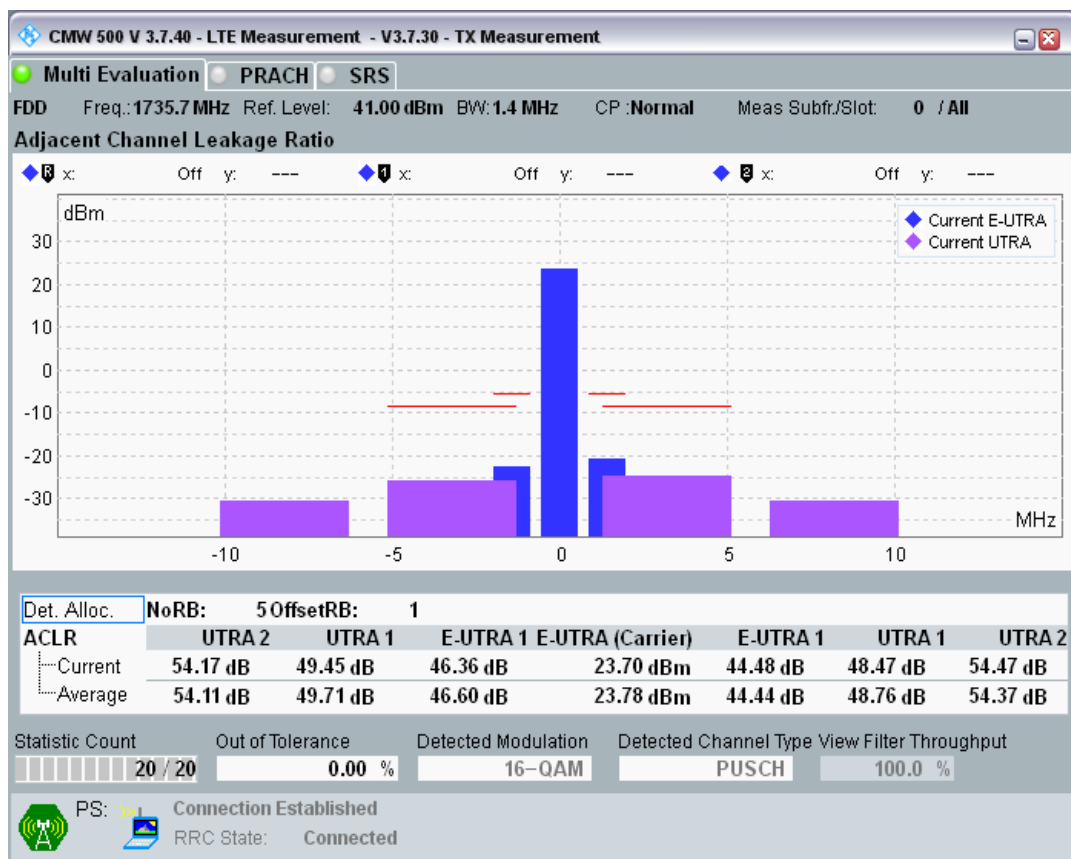 CMW 500 V 3.7.40 - LTE Measurement - V3.7.30 - TX Measurement
Multi Evaluation PRACH SRS
FDD Freq.: 1735.7 MHz Ref. Level: 41.00 dBm BW: 1.4 MHz CP :Normal Meas Subfr./Slot: 0 / All
Adjacent Channel Leakage Ratio
R x: Off y: --- 1 x: Off y: --- 2 x: Off y: ---
dBm
Current E-UTRA
Current UTRA
30
20
10
0
-10
-20
-30
MHz
-10 -5 0 5 10
Det. Alloc. NoRB: 5 OffsetRB: 1
ACLR UTRA 2 UTRA 1 E-UTRA 1 E-UTRA (Carrier) E-UTRA 1 UTRA 1 UTRA 2
Current 54.17 dB 49.45 dB 46.36 dB 23.70 dBm 44.48 dB 48.47 dB 54.47 dB
Average 54.11 dB 49.71 dB 46.60 dB 23.78 dBm 44.44 dB 48.76 dB 54.37 dB
Statistic Count Out of Tolerance Detected Modulation Detected Channel Type View Filter Throughput
20 / 20 0.00 % 16-QAM PUSCH 100.0 %
PS: Connection Established
RRC State: Connected